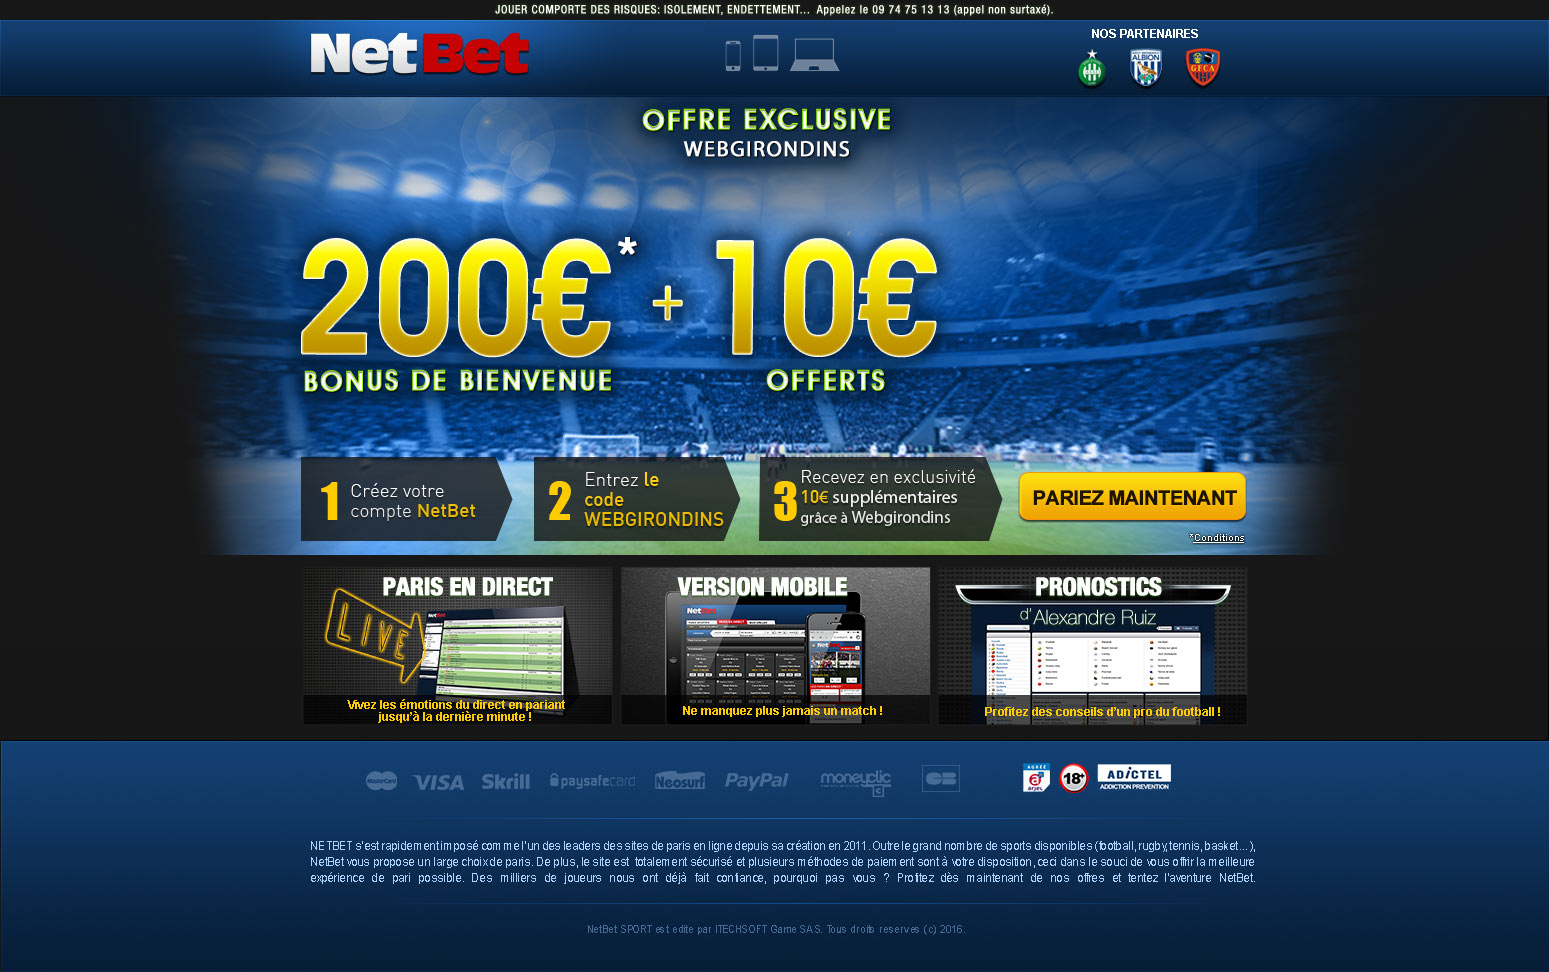 JOUER COMPORTE DES RISQUES: ISOLEMENT, ENDETTEMENT... Appelez le 09 74 75 13 13 (appel non surtaxé).
NetBet
NOS PARTENAIRES
ALBION
GFCA
OFFRE EXCLUSIVE
WEBGIRONDINS
200€* + 10€
BONUS DE BIENVENUE
OFFERTS
1 Créez votre
compte NetBet
2 Entrez le
code
WEBGIRONDINS
3 Recevez en exclusivité
10€ supplémentaires
grâce à Webgirondins
PARIEZ MAINTENANT
*Conditions
PARIS EN DIRECT
LIVE
NetBet
Vivez les émotions du direct en pariant
jusqu'à la dernière minute !
VERSION MOBILE
NetBet
NetBet
Ne manquez plus jamais un match !
PRONOSTICS
d'Alexandre Ruiz
Profitez des conseils d'un pro du football !
MasterCard VISA Skrill paysafecard Neosurf PayPal moneyclic CB
AGRÉÉ
arjel
18+
ADICTEL
ADDICTION PREVENTION
NETBET s'est rapidement imposé comme l'un des leaders des sites de paris en ligne depuis sa création en 2011. Outre le grand nombre de sports disponibles (football, rugby, tennis, basket...),
NetBet vous propose un large choix de paris. De plus, le site est totalement sécurisé et plusieurs méthodes de paiement sont à votre disposition, ceci dans le souci de vous offrir la meilleure
expérience de pari possible. Des milliers de joueurs nous ont déjà fait confiance, pourquoi pas vous ? Profitez dès maintenant de nos offres et tentez l'aventure NetBet.
NetBet SPORT est edite par ITECHSOFT Game SAS. Tous droits reserves (c) 2016.